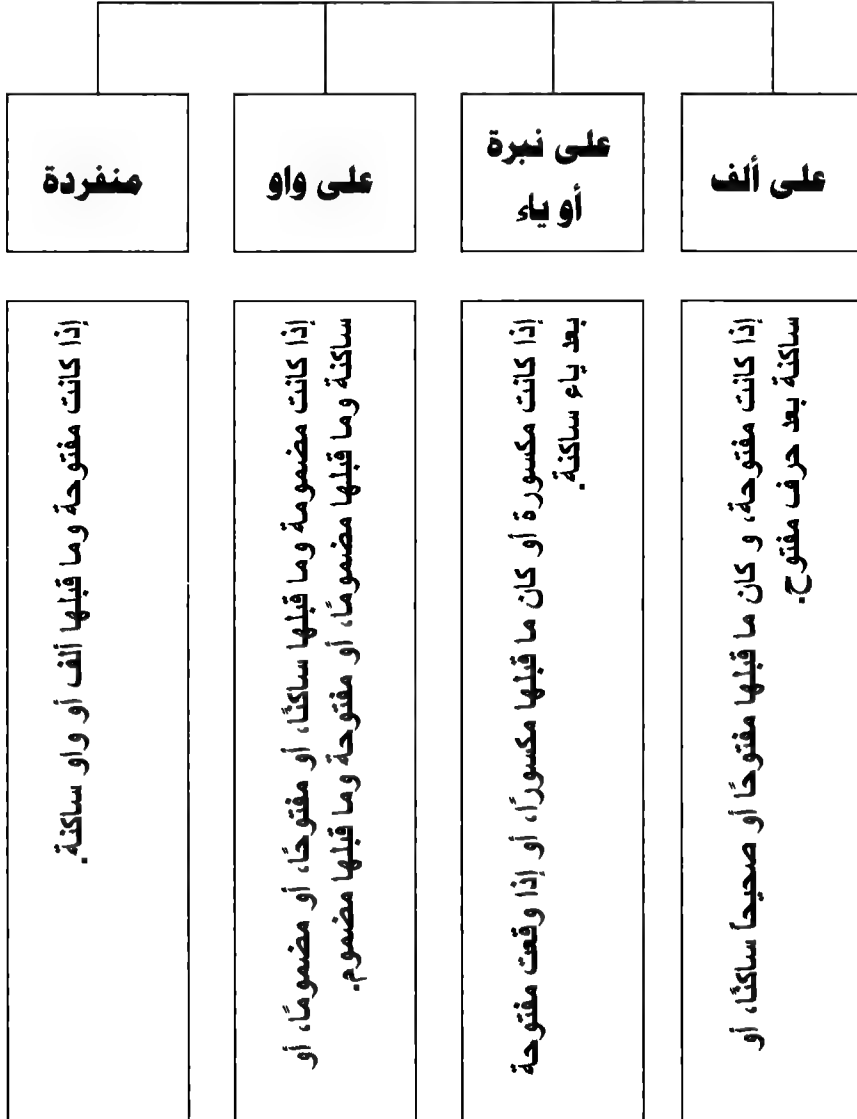 على ألف
على نبرة
أو ياء
على واو
منفردة
إذا كانت مفتوحة، و كان ما قبلها مفتوحًا أو صحيحاً ساكنًا، أو
ساكنة بعد حرف مفتوح.
إذا كانت مكسورة أو كان ما قبلها مكسورًا، أو إذا وقعت مفتوحة
بعد ياء ساكنة.
إذا كانت مضمومة وما قبلها ساكنًا، أو مفتوحًا، أو مضمومًا، أو
ساكنة وما قبلها مضمومًا، أو مفتوحة وما قبلها مضموم.
إذا كانت مفتوحة وما قبلها ألف أو واو ساكنة.